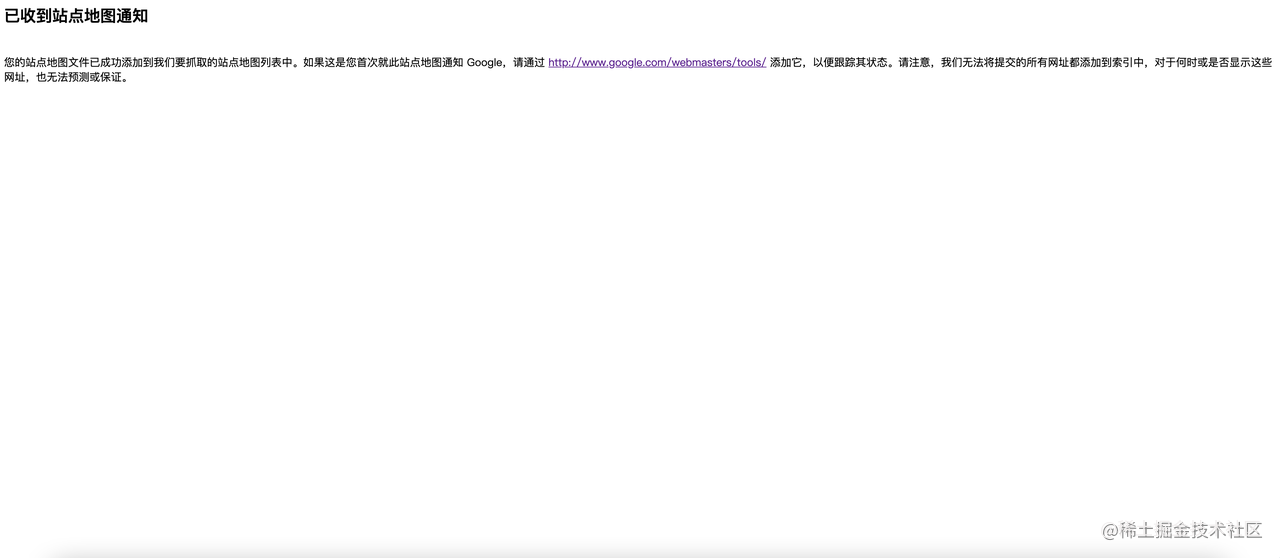 已收到站点地图通知
您的站点地图文件已成功添加到我们要抓取的站点地图列表中。如果这是您首次就此站点地图通知 Google，请通过 http://www.google.com/webmasters/tools/ 添加它，以便跟踪其状态。请注意，我们无法将提交的所有网址都添加到索引中，对于何时或是否显示这些
网址，也无法预测或保证。
@稀土掘金技术社区